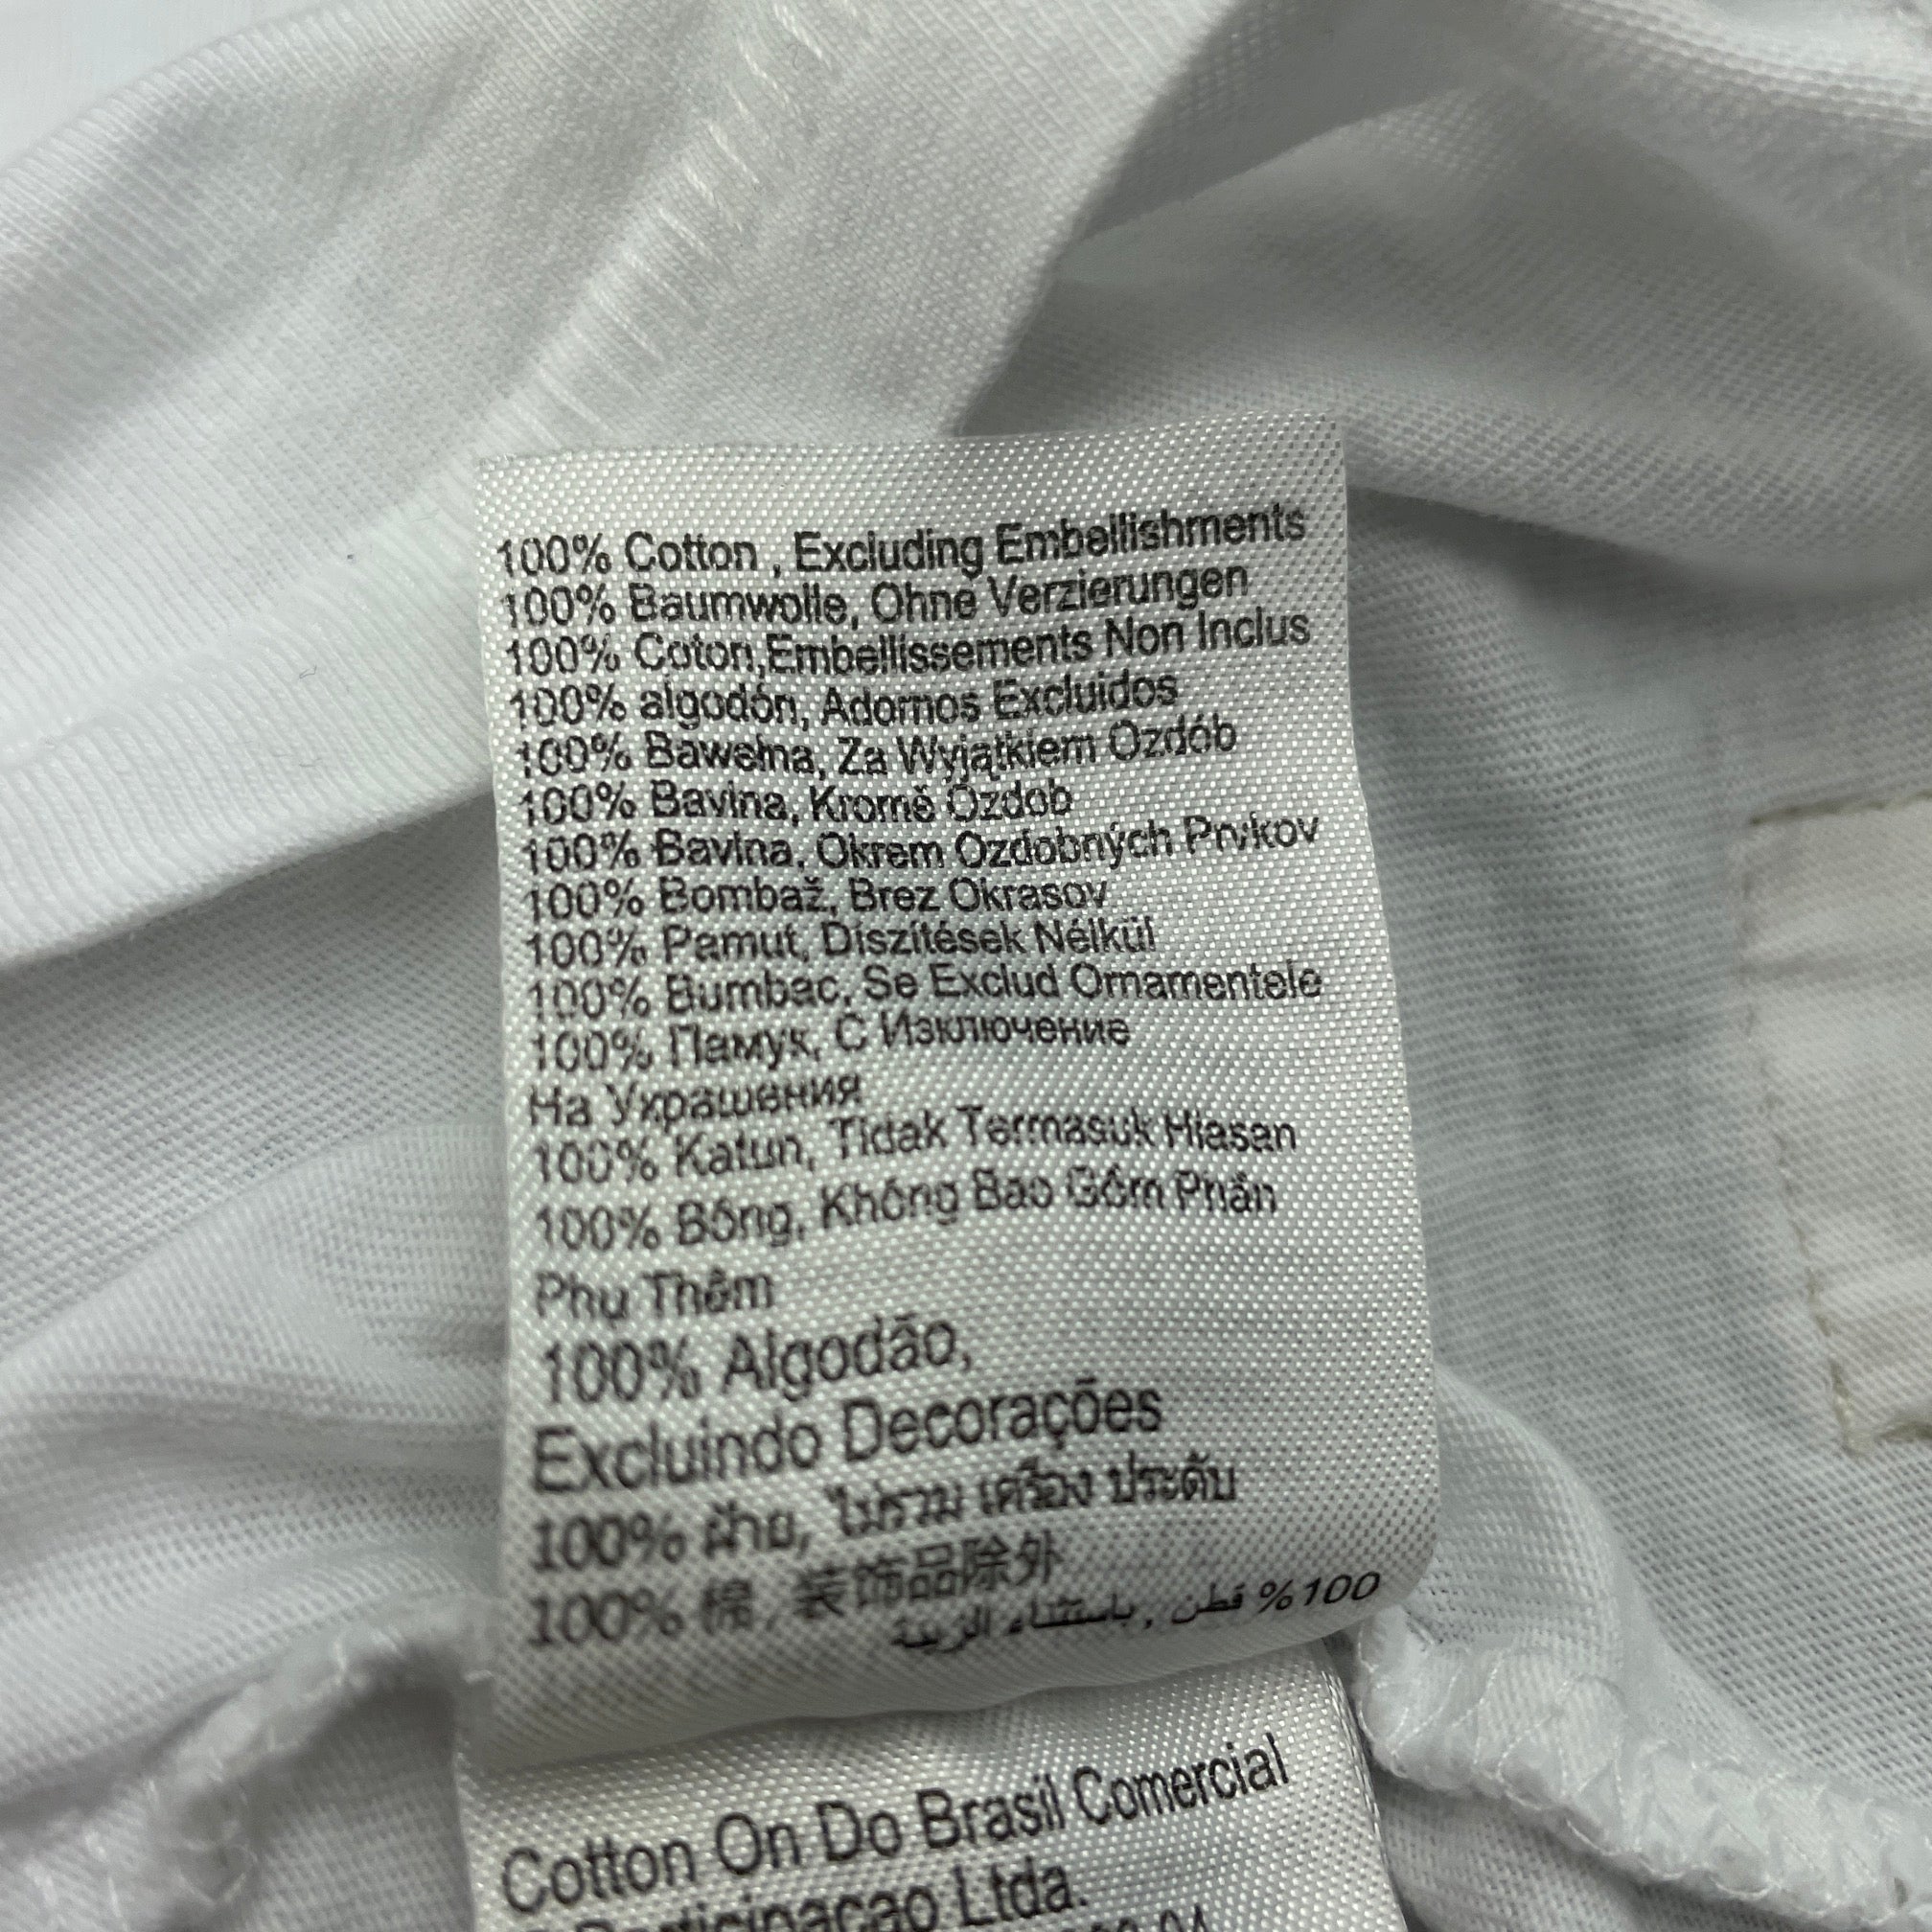 100% Cotton , Excluding Embellishments
100% Baumwolle, Ohne Verzierungen
100% Coton,Embellissements Non Inclus
100% algodón, Adornos Excluidos
100% Bawełna, Za Wyjątkiem Ozdób
100% Bavlna, Kromě Ozdob
100% Bavlna, Okrem Ozdobných Prvkov
100% Bombaž, Brez Okrasov
100% Pamut, Díszítések Nélkül
100% Bumbac, Se Exclud Ornamentele
100% Памук, С Изключение
На Украшения
100% Katun, Tidak Termasuk Hiasan
100% Bông, Không Bao Gồm Phần
Phụ Thêm
100% Algodão,
Excluindo Decorações
100% ฝ้าย, ไม่รวม เครื่อง ประดับ
100% 棉 , 装饰品除外
100% قطن , باستثناء الزينة
Cotton On Do Brasil Comercial
E Participacao Ltda.